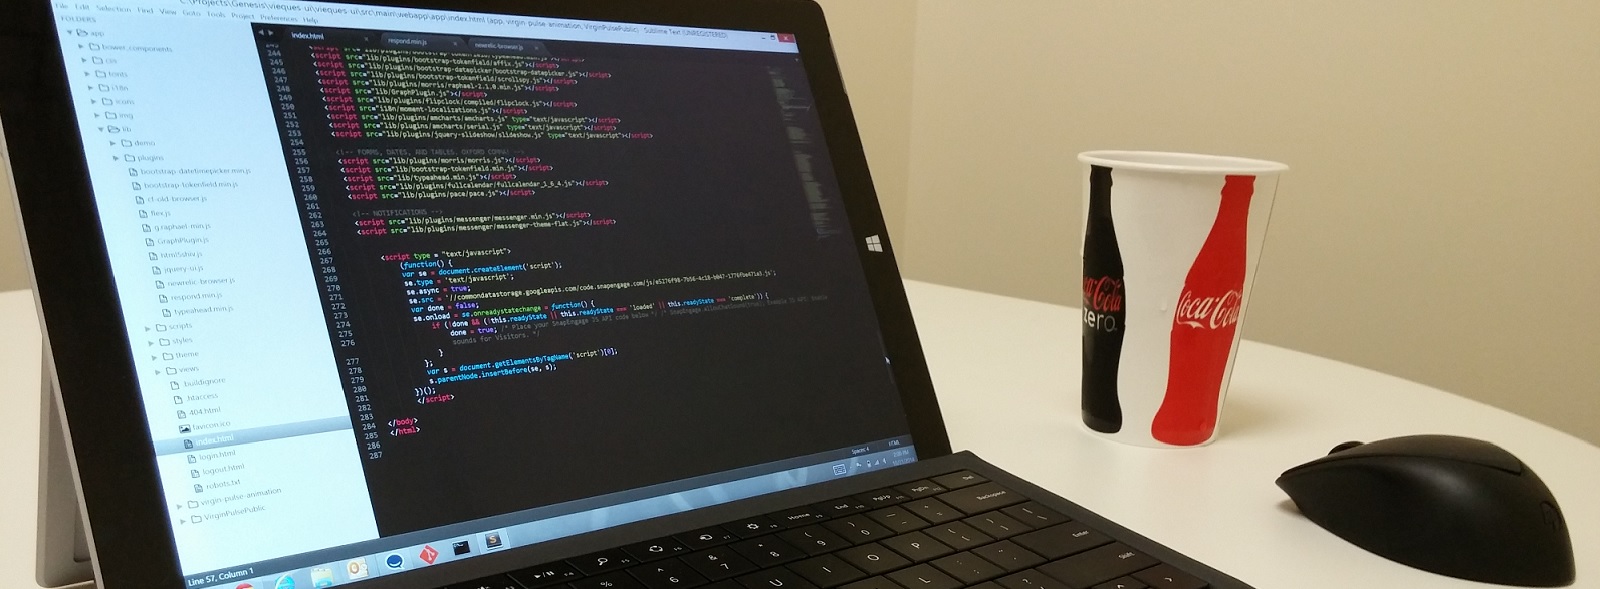 C:\Projects\Genesis\vieques-ui\vieques-ui\src\main\webapp\app\index.html (app, virgin-pulse-animation, VirginPulsePublic) - Sublime Text (UNREGISTERED)
File Edit Selection Find View Goto Tools Project Preferences Help
FOLDERS
app
bower_components
css
fonts
i18n
icons
img
lib
demo
plugins
bootstrap-datetimepicker.min.js
bootstrap-tokenfield.min.js
ct-old-browser.js
flex.js
g.raphael-min.js
GraphPlugin.js
html5shiv.js
jquery-ui.js
newrelic-browser.js
respond.min.js
typeahead.min.js
scripts
styles
theme
views
.buildignore
.htaccess
404.html
favicon.ico
index.html
login.html
logout.html
robots.txt
virgin-pulse-animation
VirginPulsePublic
Line 57, Column 1
index.html
respond.min.js
newrelic-browser.js
244 <script src="lib/plugins/bootstrap-tokenfield/affix.js"></script>
245 <script src="lib/plugins/bootstrap-datepicker/bootstrap-datepicker.js"></script>
246 <script src="lib/plugins/bootstrap-tokenfield/scrollspy.js"></script>
247 <script src="lib/plugins/morris/raphael-2.1.0.min.js"></script>
248 <script src="lib/GraphPlugin.js"></script>
249 <script src="lib/plugins/flipclock/compiled/flipclock.js"></script>
250 <script src="i18n/moment-localizations.js"></script>
251 <script src="lib/plugins/amcharts/amcharts.js" type="text/javascript"></script>
252 <script src="lib/plugins/amcharts/serial.js" type="text/javascript"></script>
253 <script src="lib/plugins/jquery-slideshow/slideshow.js" type="text/javascript"></script>
254
255 <!-- FORMS, DATES, AND TABLES. OXFORD COMMA! -->
256 <script src="lib/plugins/morris/morris.js"></script>
257 <script src="lib/bootstrap-tokenfield.min.js"></script>
258 <script src="lib/typeahead.min.js"></script>
259 <script src="lib/plugins/fullcalendar/fullcalendar_1_6_4.js"></script>
260 <script src="lib/plugins/pace/pace.js"></script>
261
262 <!-- NOTIFICATIONS -->
263 <script src="lib/plugins/messenger/messenger.min.js"></script>
264 <script src="lib/plugins/messenger/messenger-theme-flat.js"></script>
265
266
267 <script type = "text/javascript">
268 (function() {
269 var se = document.createElement('script');
270 se.type = 'text/javascript';
271 se.async = true;
272 se.src = '//commondatastorage.googleapis.com/code.snapengage.com/js/
273 var done = false;
274 se.onload = se.onreadystatechange = function() {
275 if (!done && (!this.readyState || this.readyState === 'loaded' || this.readyState === 'complete')) {
276 done = true; /* Place your SnapEngage JS API code below */ /* SnapEngage.allowChatSound(true); Example JS API: Enable
sounds for Visitors. */
277 }
278 };
279 var s = document.getElementsByTagName('script')[0];
280 s.parentNode.insertBefore(se, s);
281 })();
282 </script>
283
284 </body>
285 </html>
286
287
Spaces: 4
HTML
Coca-Cola
zero
Coca-Cola
Home
End
PgUp
PgDn
Del
Backspace
Enter
Shift
6
7
8
9
U
I
O
P
L